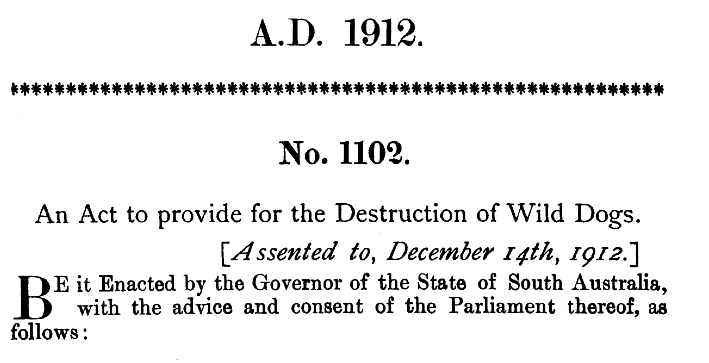 A.D. 1912.
No. 1102.
An Act to provide for the Destruction of Wild Dogs.
[Assented to, December 14th, 1912.]
BE it Enacted by the Governor of the State of South Australia,
with the advice and consent of the Parliament thereof, as
follows: